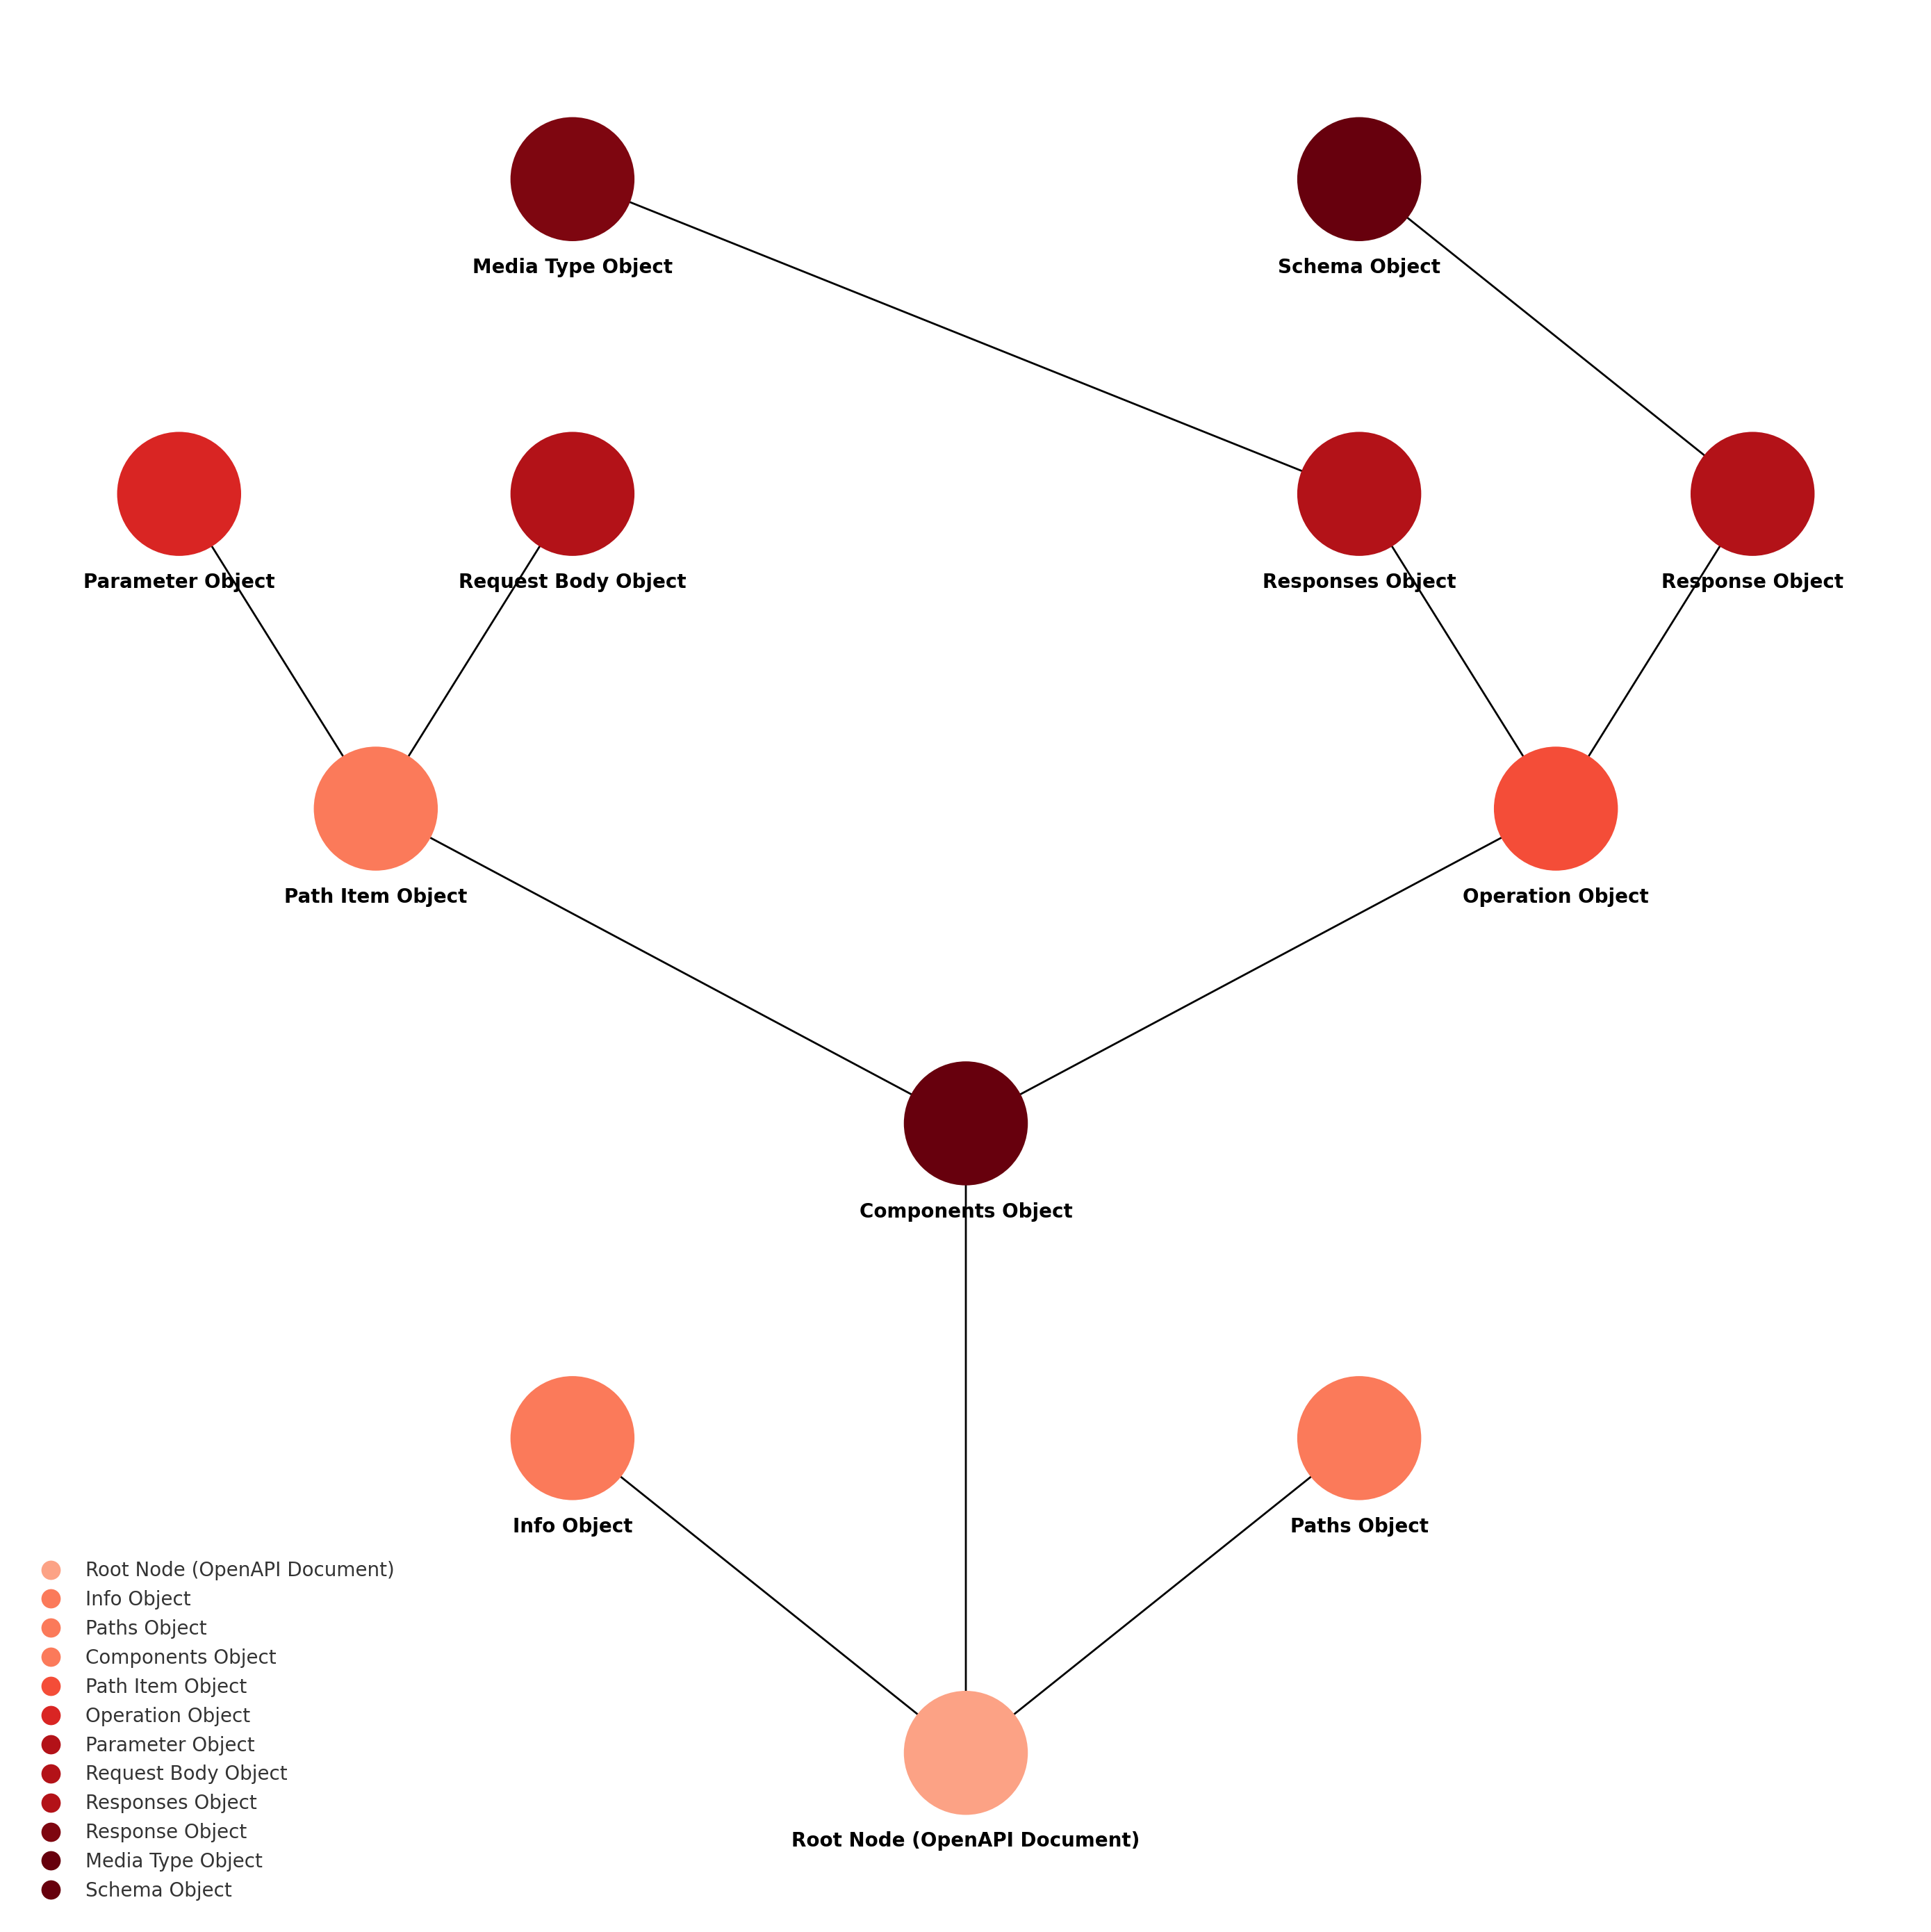 Media Type Object
Schema Object
Parameter Object
Request Body Object
Responses Object
Response Object
Path Item Object
Operation Object
Components Object
Info Object
Paths Object
Root Node (OpenAPI Document)
Root Node (OpenAPI Document)
Info Object
Paths Object
Components Object
Path Item Object
Operation Object
Parameter Object
Request Body Object
Responses Object
Response Object
Media Type Object
Schema Object